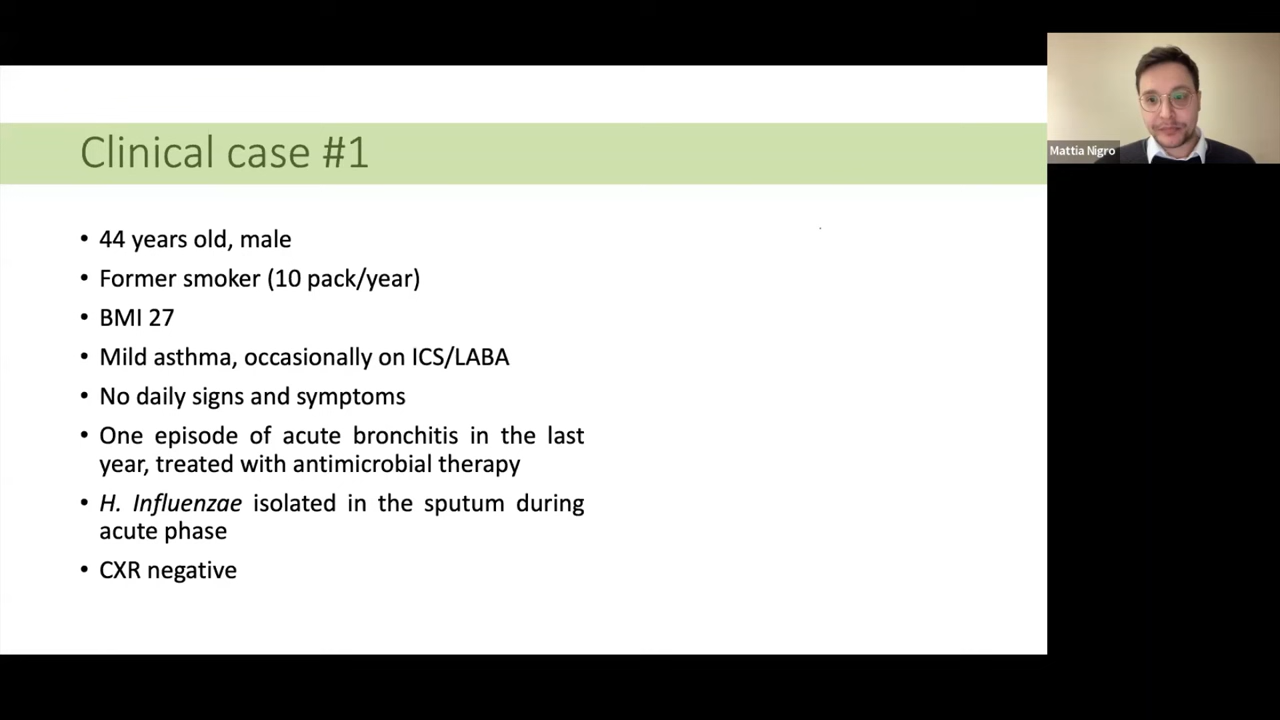 Clinical case #1
• 44 years old, male
• Former smoker (10 pack/year)
• BMI 27
• Mild asthma, occasionally on ICS/LABA
• No daily signs and symptoms
• One episode of acute bronchitis in the last
year, treated with antimicrobial therapy
• H. Influenzae isolated in the sputum during
acute phase
• CXR negative
Mattia Nigro